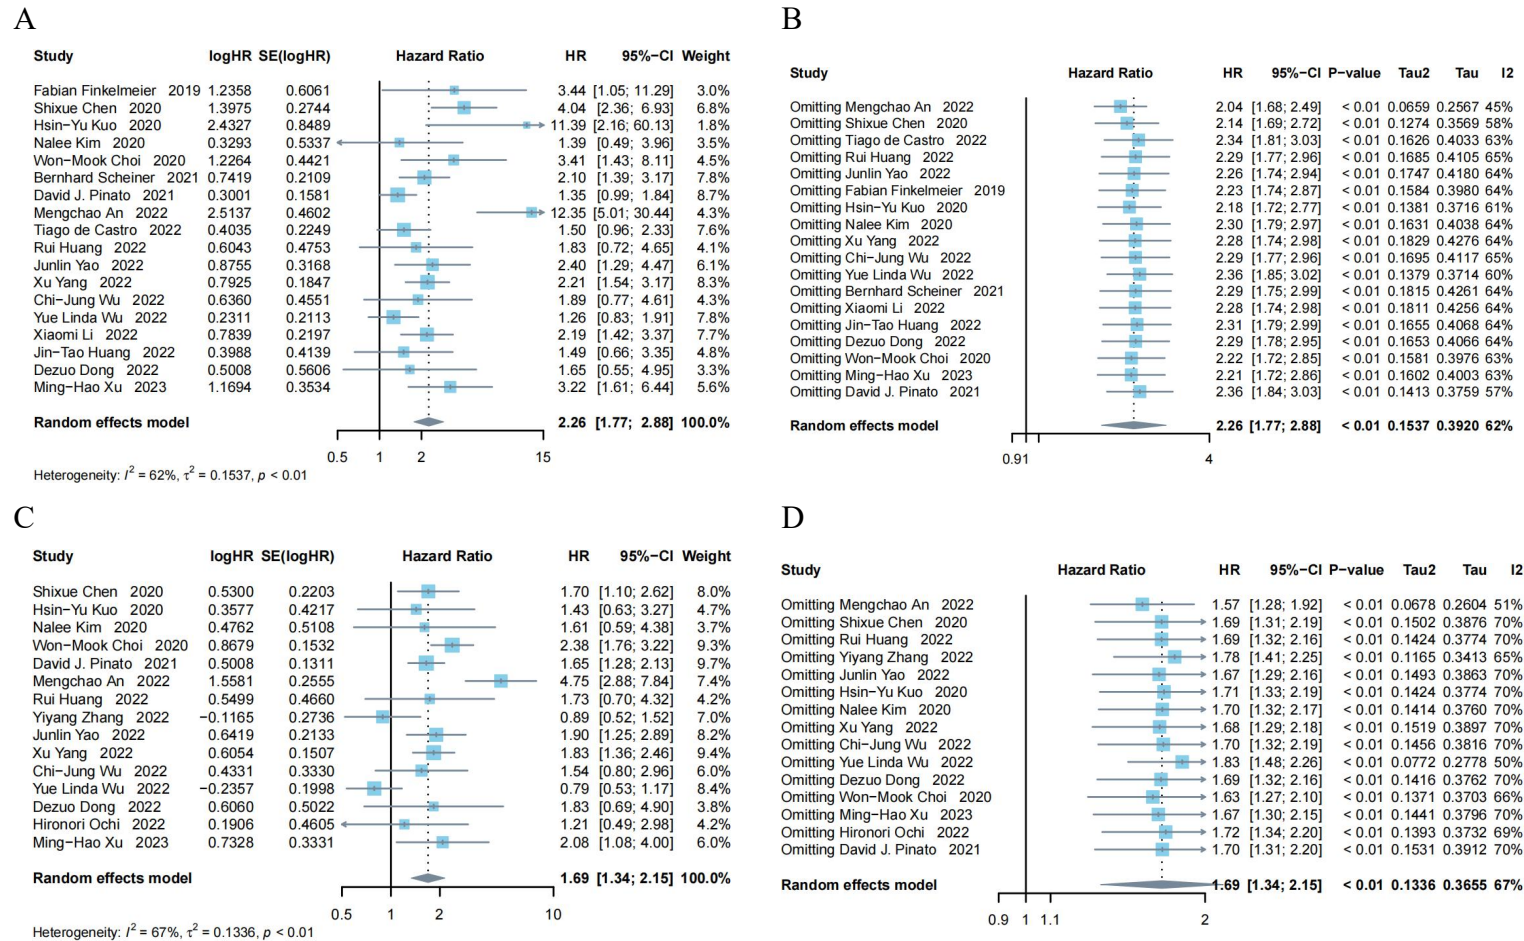 A
Study logHR SE(logHR) Hazard Ratio HR 95%−CI Weight
Fabian Finkelmeier 2019 1.2358 0.6061 3.44 [1.05; 11.29] 3.0%
Shixue Chen 2020 1.3975 0.2744 4.04 [2.36; 6.93] 6.8%
Hsin−Yu Kuo 2020 2.4327 0.8489 11.39 [2.16; 60.13] 1.8%
Nalee Kim 2020 0.3293 0.5337 1.39 [0.49; 3.96] 3.5%
Won−Mook Choi 2020 1.2264 0.4421 3.41 [1.43; 8.11] 4.5%
Bernhard Scheiner 2021 0.7419 0.2109 2.10 [1.39; 3.17] 7.8%
David J. Pinato 2021 0.3001 0.1581 1.35 [0.99; 1.84] 8.7%
Mengchao An 2022 2.5137 0.4602 12.35 [5.01; 30.44] 4.3%
Tiago de Castro 2022 0.4035 0.2249 1.50 [0.96; 2.33] 7.6%
Rui Huang 2022 0.6043 0.4753 1.83 [0.72; 4.65] 4.1%
Junlin Yao 2022 0.8755 0.3168 2.40 [1.29; 4.47] 6.1%
Xu Yang 2022 0.7925 0.1847 2.21 [1.54; 3.17] 8.3%
Chi−Jung Wu 2022 0.6360 0.4551 1.89 [0.77; 4.61] 4.3%
Yue Linda Wu 2022 0.2311 0.2113 1.26 [0.83; 1.91] 7.8%
Xiaomi Li 2022 0.7839 0.2197 2.19 [1.42; 3.37] 7.7%
Jin−Tao Huang 2022 0.3988 0.4139 1.49 [0.66; 3.35] 4.8%
Dezuo Dong 2022 0.5008 0.5606 1.65 [0.55; 4.95] 3.3%
Ming−Hao Xu 2023 1.1694 0.3534 3.22 [1.61; 6.44] 5.6%
Random effects model 2.26 [1.77; 2.88] 100.0%
0.5 1 2 15
Heterogeneity: I² = 62%, τ² = 0.1537, p < 0.01
B
Study Hazard Ratio HR 95%−CI P−value Tau2 Tau I2
Omitting Mengchao An 2022 2.04 [1.68; 2.49] < 0.01 0.0659 0.2567 45%
Omitting Shixue Chen 2020 2.14 [1.69; 2.72] < 0.01 0.1274 0.3569 58%
Omitting Tiago de Castro 2022 2.34 [1.81; 3.03] < 0.01 0.1626 0.4033 63%
Omitting Rui Huang 2022 2.29 [1.77; 2.96] < 0.01 0.1685 0.4105 65%
Omitting Junlin Yao 2022 2.26 [1.74; 2.94] < 0.01 0.1747 0.4180 64%
Omitting Fabian Finkelmeier 2019 2.23 [1.74; 2.87] < 0.01 0.1584 0.3980 64%
Omitting Hsin−Yu Kuo 2020 2.18 [1.72; 2.77] < 0.01 0.1381 0.3716 61%
Omitting Nalee Kim 2020 2.30 [1.79; 2.97] < 0.01 0.1631 0.4038 64%
Omitting Xu Yang 2022 2.28 [1.74; 2.98] < 0.01 0.1829 0.4276 64%
Omitting Chi−Jung Wu 2022 2.29 [1.77; 2.96] < 0.01 0.1695 0.4117 65%
Omitting Yue Linda Wu 2022 2.36 [1.85; 3.02] < 0.01 0.1379 0.3714 60%
Omitting Bernhard Scheiner 2021 2.29 [1.75; 2.99] < 0.01 0.1815 0.4261 64%
Omitting Xiaomi Li 2022 2.28 [1.74; 2.98] < 0.01 0.1811 0.4256 64%
Omitting Jin−Tao Huang 2022 2.31 [1.79; 2.99] < 0.01 0.1655 0.4068 64%
Omitting Dezuo Dong 2022 2.29 [1.78; 2.95] < 0.01 0.1653 0.4066 64%
Omitting Won−Mook Choi 2020 2.22 [1.72; 2.85] < 0.01 0.1581 0.3976 63%
Omitting Ming−Hao Xu 2023 2.21 [1.72; 2.86] < 0.01 0.1602 0.4003 63%
Omitting David J. Pinato 2021 2.36 [1.84; 3.03] < 0.01 0.1413 0.3759 57%
Random effects model 2.26 [1.77; 2.88] < 0.01 0.1537 0.3920 62%
0.91 4
C
Study logHR SE(logHR) Hazard Ratio HR 95%−CI Weight
Shixue Chen 2020 0.5300 0.2203 1.70 [1.10; 2.62] 8.0%
Hsin−Yu Kuo 2020 0.3577 0.4217 1.43 [0.63; 3.27] 4.7%
Nalee Kim 2020 0.4762 0.5108 1.61 [0.59; 4.38] 3.7%
Won−Mook Choi 2020 0.8679 0.1532 2.38 [1.76; 3.22] 9.3%
David J. Pinato 2021 0.5008 0.1311 1.65 [1.28; 2.13] 9.7%
Mengchao An 2022 1.5581 0.2555 4.75 [2.88; 7.84] 7.4%
Rui Huang 2022 0.5499 0.4660 1.73 [0.70; 4.32] 4.2%
Yiyang Zhang 2022 −0.1165 0.2736 0.89 [0.52; 1.52] 7.0%
Junlin Yao 2022 0.6419 0.2133 1.90 [1.25; 2.89] 8.1%
Xu Yang 2022 0.6054 0.1507 1.83 [1.36; 2.46] 9.4%
Chi−Jung Wu 2022 0.4331 0.3330 1.54 [0.80; 2.96] 6.0%
Yue Linda Wu 2022 −0.2357 0.1998 0.79 [0.53; 1.17] 8.4%
Dezuo Dong 2022 0.6060 0.5022 1.83 [0.69; 4.90] 3.8%
Hironori Ochi 2022 0.1906 0.4605 1.21 [0.49; 2.98] 4.2%
Ming−Hao Xu 2023 0.7328 0.3331 2.08 [1.08; 4.00] 6.0%
Random effects model 1.69 [1.34; 2.15] 100.0%
0.5 1 2 10
Heterogeneity: I² = 67%, τ² = 0.1336, p < 0.01
D
Study Hazard Ratio HR 95%−CI P−value Tau2 Tau I2
Omitting Mengchao An 2022 1.57 [1.28; 1.92] < 0.01 0.0678 0.2604 51%
Omitting Shixue Chen 2020 1.69 [1.31; 2.19] < 0.01 0.1502 0.3876 70%
Omitting Rui Huang 2022 1.69 [1.32; 2.16] < 0.01 0.1424 0.3774 70%
Omitting Yiyang Zhang 2022 1.78 [1.41; 2.25] < 0.01 0.1165 0.3413 65%
Omitting Junlin Yao 2022 1.67 [1.29; 2.16] < 0.01 0.1493 0.3863 70%
Omitting Hsin−Yu Kuo 2020 1.71 [1.33; 2.19] < 0.01 0.1424 0.3774 70%
Omitting Nalee Kim 2020 1.70 [1.32; 2.17] < 0.01 0.1414 0.3760 70%
Omitting Xu Yang 2022 1.68 [1.29; 2.18] < 0.01 0.1519 0.3897 70%
Omitting Chi−Jung Wu 2022 1.70 [1.32; 2.19] < 0.01 0.1456 0.3816 70%
Omitting Yue Linda Wu 2022 1.83 [1.48; 2.26] < 0.01 0.0772 0.2778 50%
Omitting Dezuo Dong 2022 1.69 [1.32; 2.16] < 0.01 0.1416 0.3762 70%
Omitting Won−Mook Choi 2020 1.63 [1.27; 2.10] < 0.01 0.1371 0.3703 66%
Omitting Ming−Hao Xu 2023 1.67 [1.30; 2.15] < 0.01 0.1441 0.3796 70%
Omitting Hironori Ochi 2022 1.72 [1.34; 2.20] < 0.01 0.1393 0.3732 69%
Omitting David J. Pinato 2021 1.70 [1.31; 2.20] < 0.01 0.1531 0.3912 70%
Random effects model 1.69 [1.34; 2.15] < 0.01 0.1336 0.3655 67%
0.9 1 1.1 2